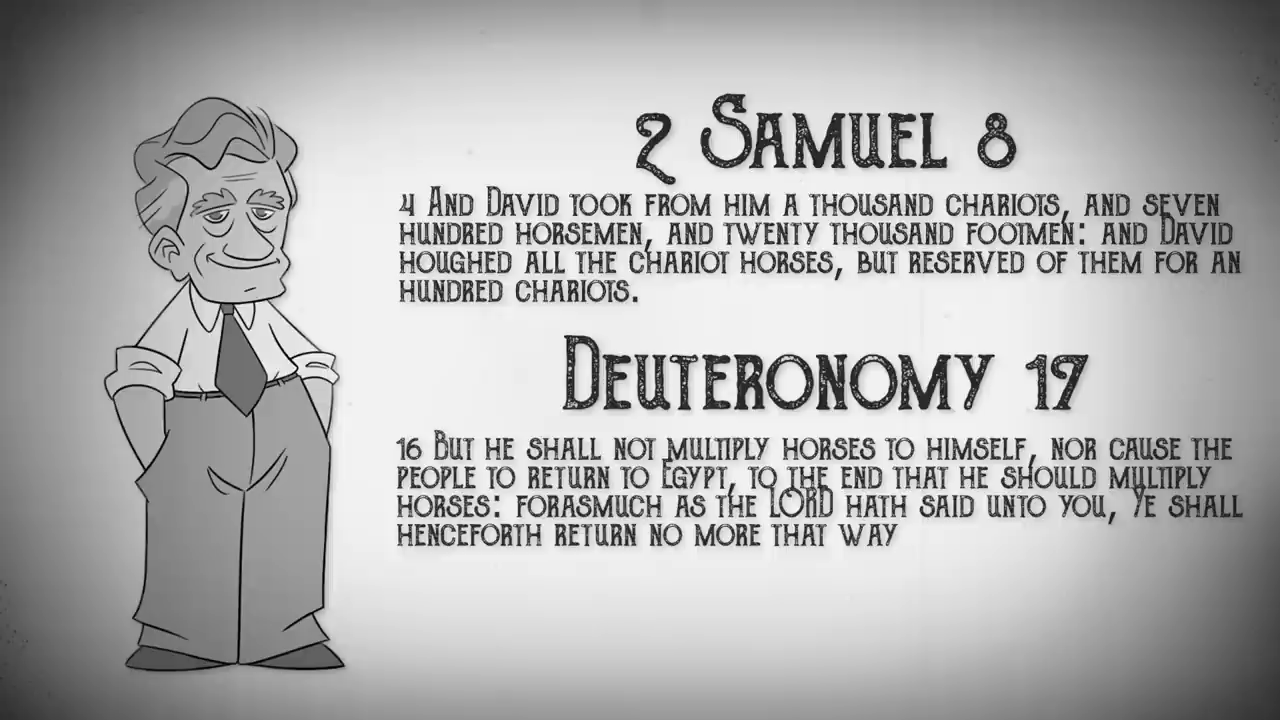 2 Samuel 8
4 And David took from him a thousand chariots, and seven
hundred horsemen, and twenty thousand footmen: and David
houghed all the chariot horses, but reserved of them for an
hundred chariots.
Deuteronomy 17
16 But he shall not multiply horses to himself, nor cause the
people to return to Egypt, to the end that he should multiply
horses: forasmuch as the LORD hath said unto you, Ye shall
henceforth return no more that way